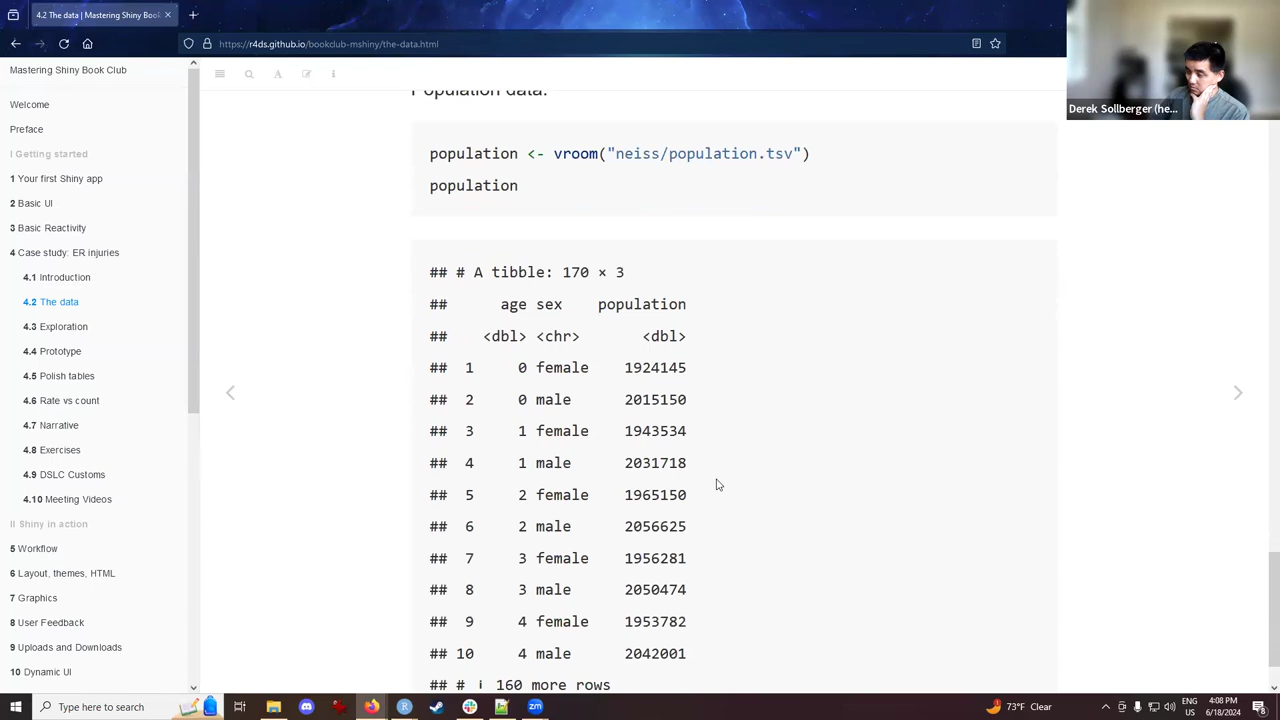 4.2 The data | Mastering Shiny Boo
https://r4ds.github.io/bookclub-mshiny/the-data.html
Derek Sollberger (he...
Mastering Shiny Book Club
Welcome
Preface
I Getting started
1 Your first Shiny app
2 Basic UI
3 Basic Reactivity
4 Case study: ER injuries
4.1 Introduction
4.2 The data
4.3 Exploration
4.4 Prototype
4.5 Polish tables
4.6 Rate vs count
4.7 Narrative
4.8 Exercises
4.9 DSLC Customs
4.10 Meeting Videos
II Shiny in action
5 Workflow
6 Layout, themes, HTML
7 Graphics
8 User Feedback
9 Uploads and Downloads
10 Dynamic UI
Population data:
population <- vroom("neiss/population.tsv")
population
## # A tibble: 170 × 3
## age sex population
## <dbl> <chr> <dbl>
## 1 0 female 1924145
## 2 0 male 2015150
## 3 1 female 1943534
## 4 1 male 2031718
## 5 2 female 1965150
## 6 2 male 2056625
## 7 3 female 1956281
## 8 3 male 2050474
## 9 4 female 1953782
## 10 4 male 2042001
## # ℹ 160 more rows
Type here to search
73°F Clear
ENG
US
4:08 PM
6/18/2024
8